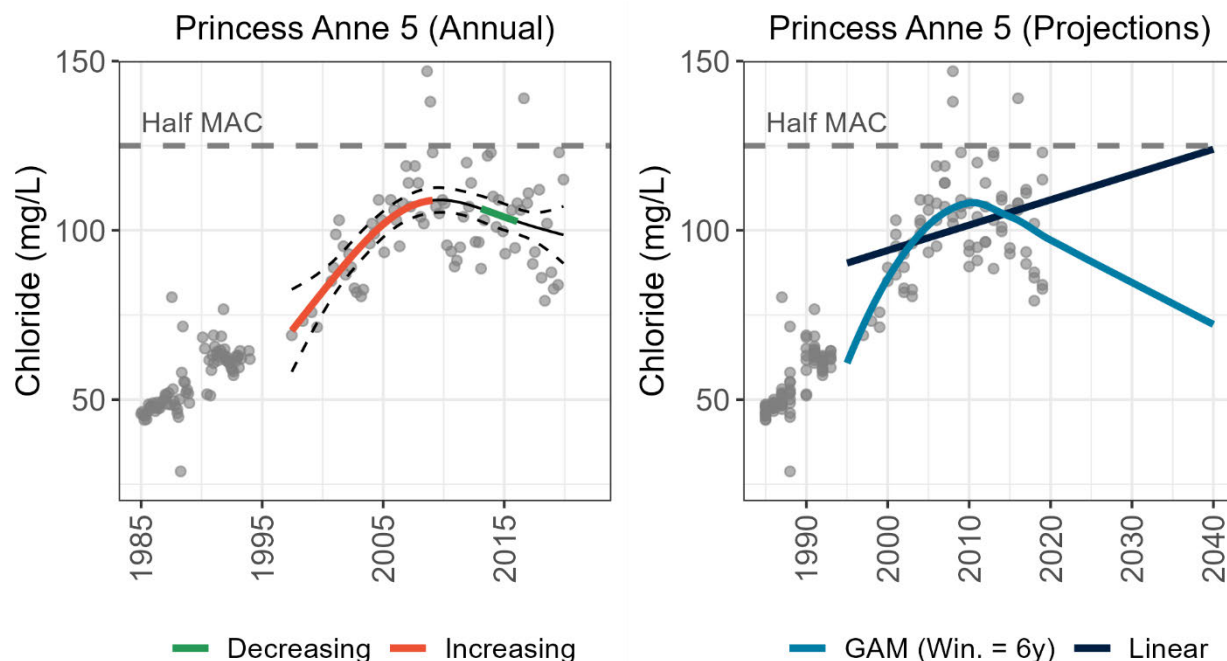 Princess Anne 5 (Annual)
Chloride (mg/L)
150
100
50
Half MAC
1985
1995
2005
2015
Decreasing
Increasing
Princess Anne 5 (Projections)
Chloride (mg/L)
150
100
50
Half MAC
1990
2000
2010
2020
2030
2040
GAM (Win. = 6y)
Linear